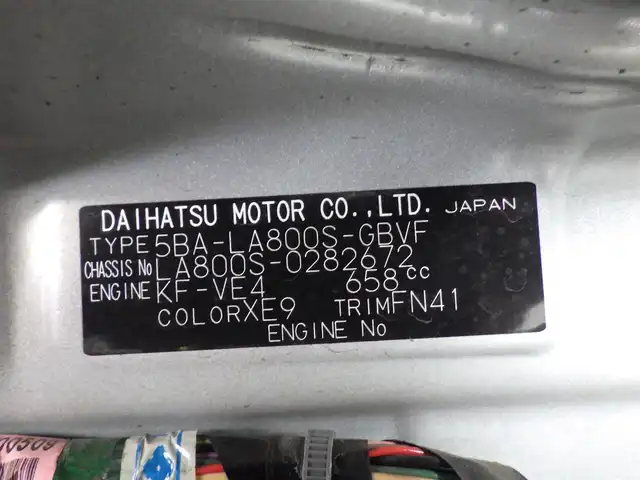 DAIHATSU MOTOR CO.,LTD. JAPAN
TYPE 5BA-LA800S-GBVF
CHASSIS No LA800S-0282672
ENGINE KF-VE4 658cc
COLOR XE9 TRIM FN41
ENGINE No